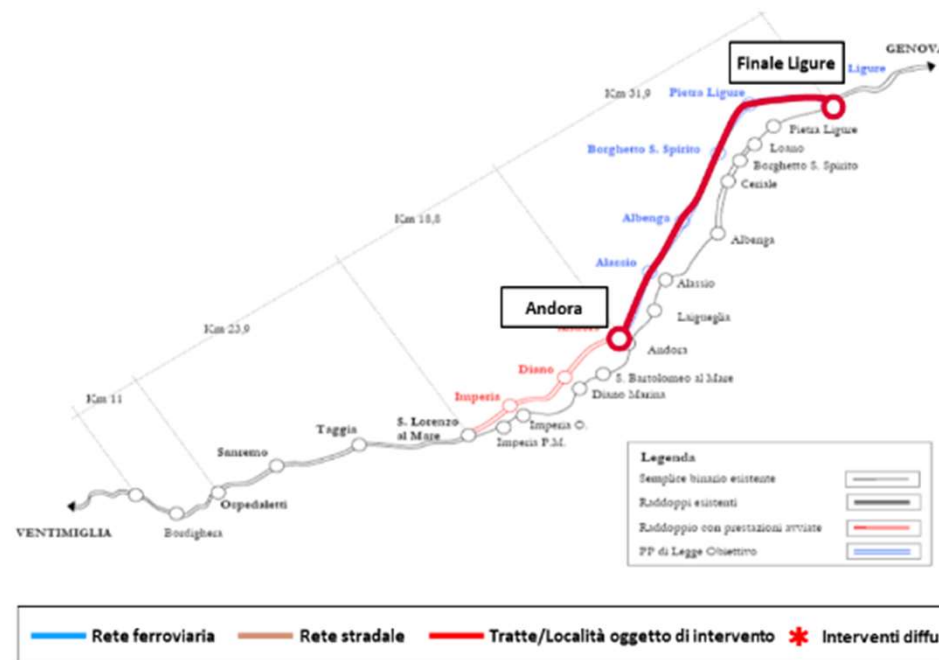 GENOVA
Finale Ligure
Ligure
Km 31,9
Pietra Ligure
Pietra Ligure
Loano
Borghetto S. Spirito
Borghetto S. Spirito
Ceriale
Km 18,8
Albenga
Albenga
Alassio
Alassio
Andora
Laigueglia
Km 23,9
Andora
Diano
S. Bartolomeo al Mare
Diano Marina
Km 11
Imperia
S. Lorenzo
al Mare
Imperia O.
Imperia P.M.
Taggia
Sanremo
Ospedaletti
VENTIMIGLIA
Bordighera
Legenda
Semplice binario esistente
Raddoppi esistenti
Raddoppio con prestazioni avviate
PP di Legge Obiettivo
Rete ferroviaria
Rete stradale
Tratte/Località oggetto di intervento
Interventi diffu